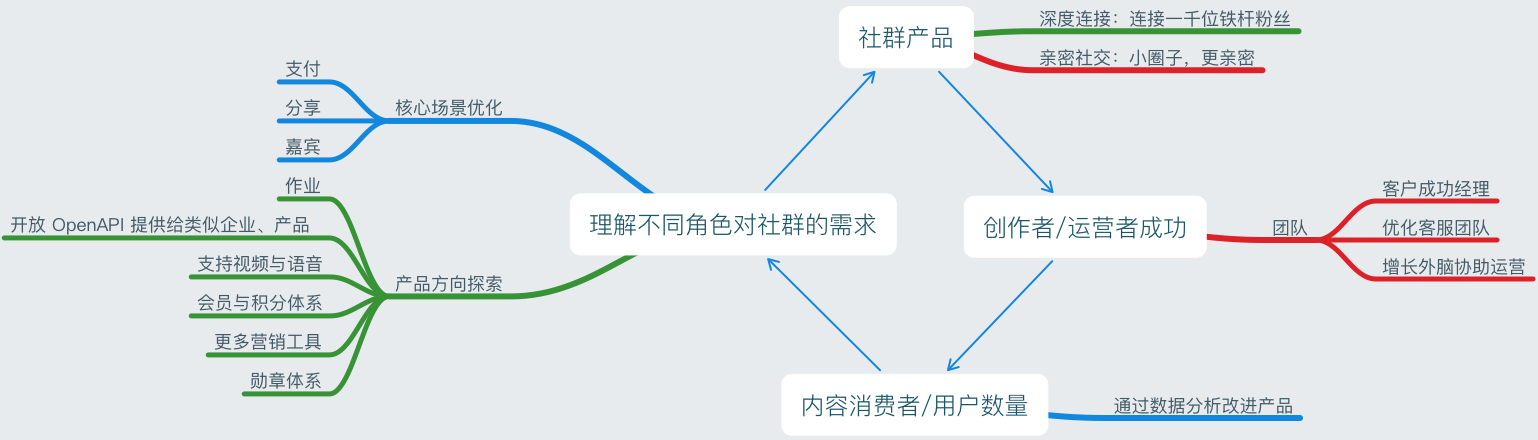 社群产品
深度连接：连接一千位铁杆粉丝
亲密社交：小圈子，更亲密
支付
分享
嘉宾
核心场景优化
作业
开放 OpenAPI 提供给类似企业、产品
支持视频与语音
会员与积分体系
更多营销工具
勋章体系
产品方向探索
理解不同角色对社群的需求
创作者/运营者成功
团队
客户成功经理
优化客服团队
增长外脑协助运营
内容消费者/用户数量
通过数据分析改进产品